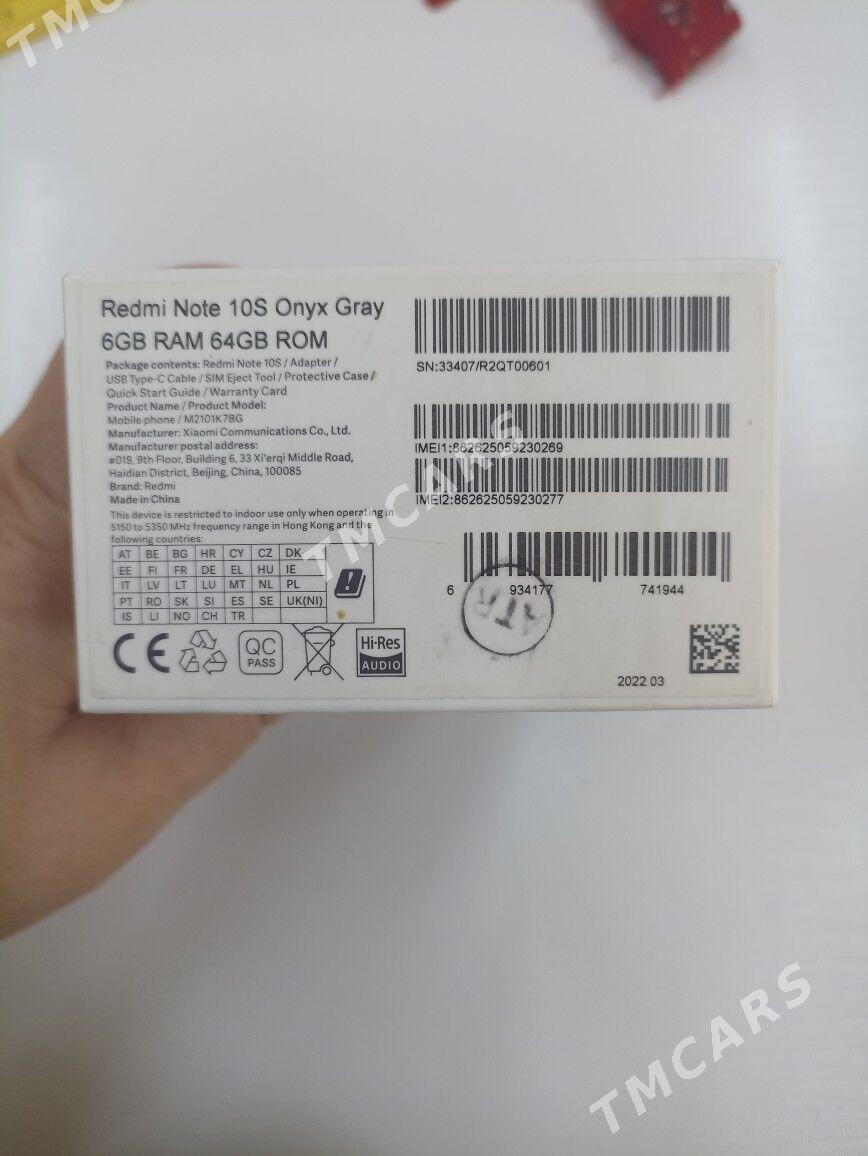 TMC
Redmi Note 10S Onyx Gray
6GB RAM 64GB ROM
Package contents: Redmi Note 10S / Adapter /
USB Type-C Cable / SIM Eject Tool / Protective Case /
Quick Start Guide / Warranty Card
Product Name / Product Model:
Mobile phone / M2101K7BG
Manufacturer: Xiaomi Communications Co., Ltd.
Manufacturer postal address:
#019, 9th Floor, Building 6, 33 Xi'erqi Middle Road,
Haidian District, Beijing, China, 100085
Brand: Redmi
Made in China
This device is restricted to indoor use only when operating in
5150 to 5350 MHz frequency range in Hong Kong and the
following countries:
AT BE BG HR CY CZ DK
EE FI FR DE EL HU IE
IT LV LT LU MT NL PL
PT RO SK SI ES SE UK(NI)
IS LI NO CH TR
CE
QC
PASS
Hi-Res
AUDIO
SN:33407/R2QT00601
IMEI1:862625059230269
IMEI2:862625059230277
6 934177 741944
ATR
2022 03
TMCARS
TMCARS